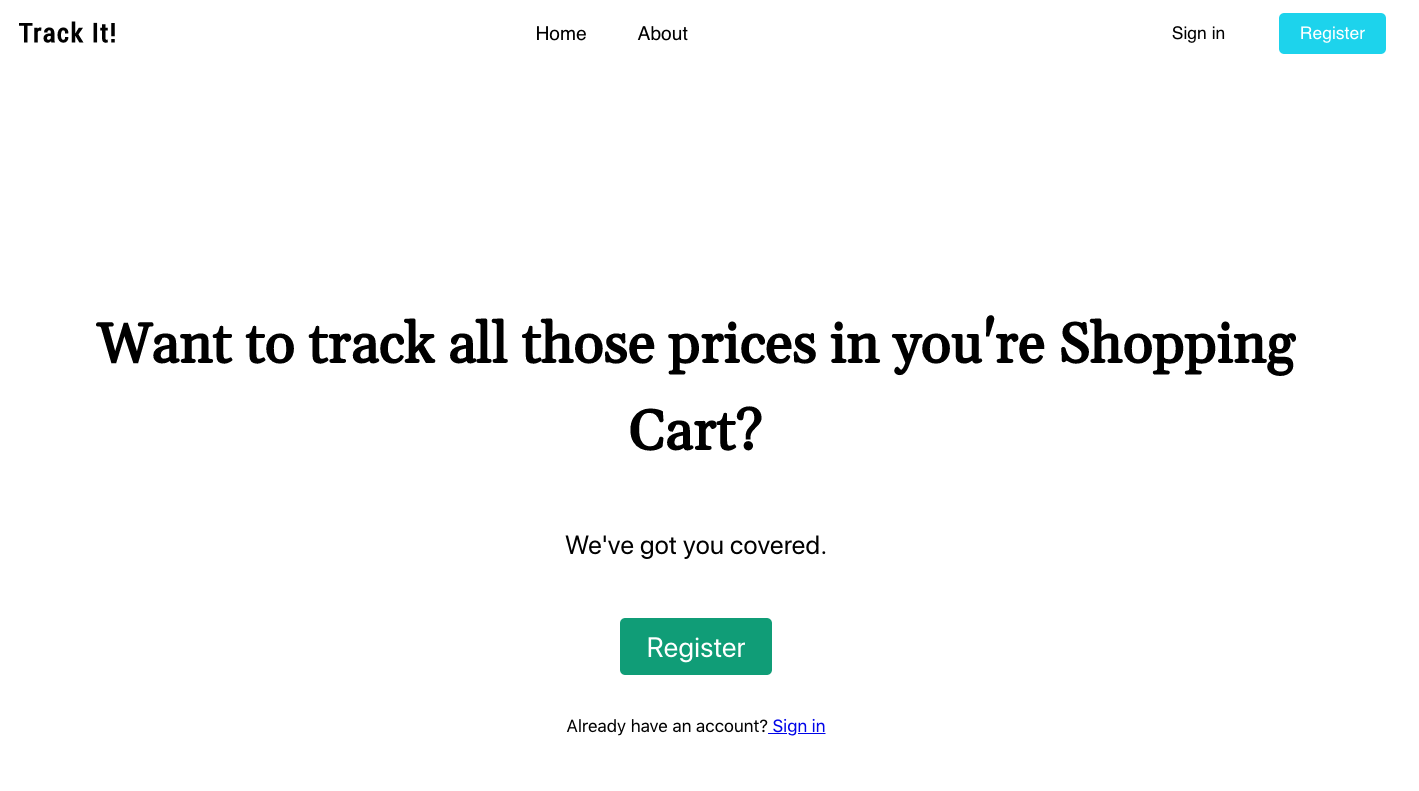 Track It!
Home
About
Sign in
Register
Want to track all those prices in you're Shopping
Cart?
We've got you covered.
Register
Already have an account? Sign in